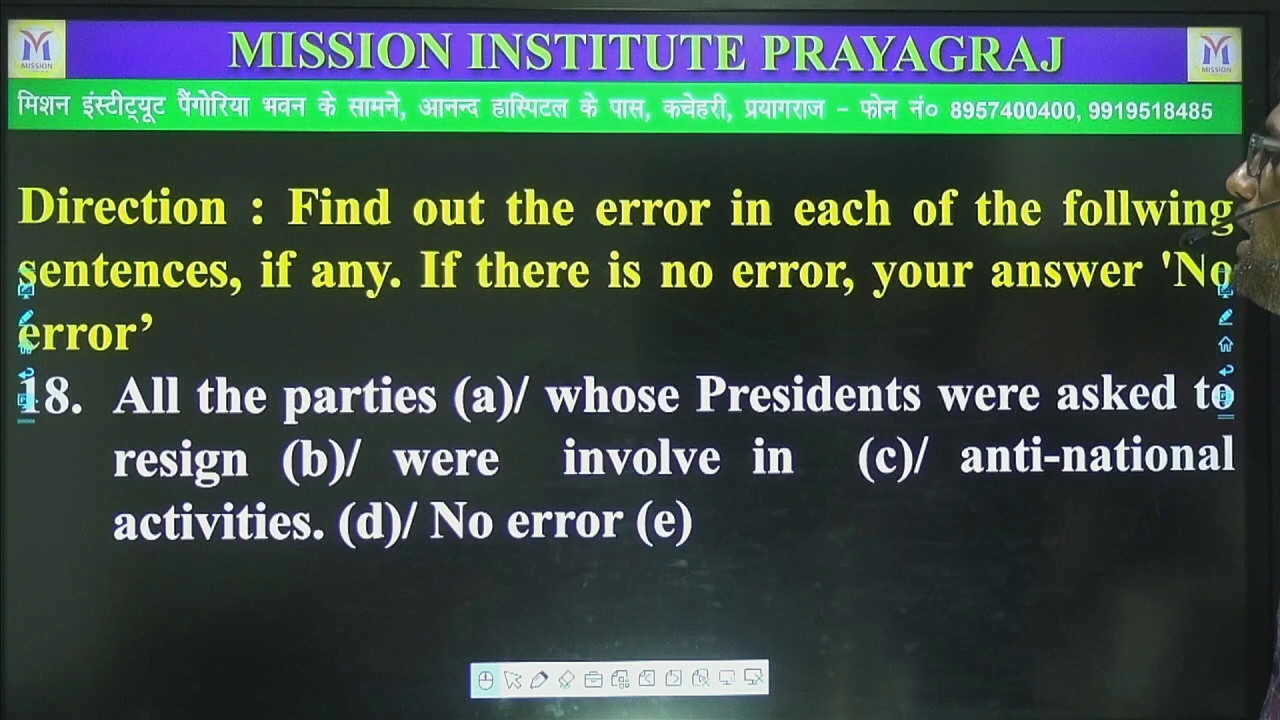 MISSION INSTITUTE PRAYAGRAJ
MISSION
MISSION
मिशन इंस्टीट्यूट पैंगोरिया भवन के सामने, आनन्द हास्पिटल के पास, कचेहरी, प्रयागराज - फोन नं० 8957400400, 9919518485
Direction : Find out the error in each of the follwing
sentences, if any. If there is no error, your answer 'No
error’
18. All the parties (a)/ whose Presidents were asked to
resign (b)/ were involve in (c)/ anti-national
activities. (d)/ No error (e)